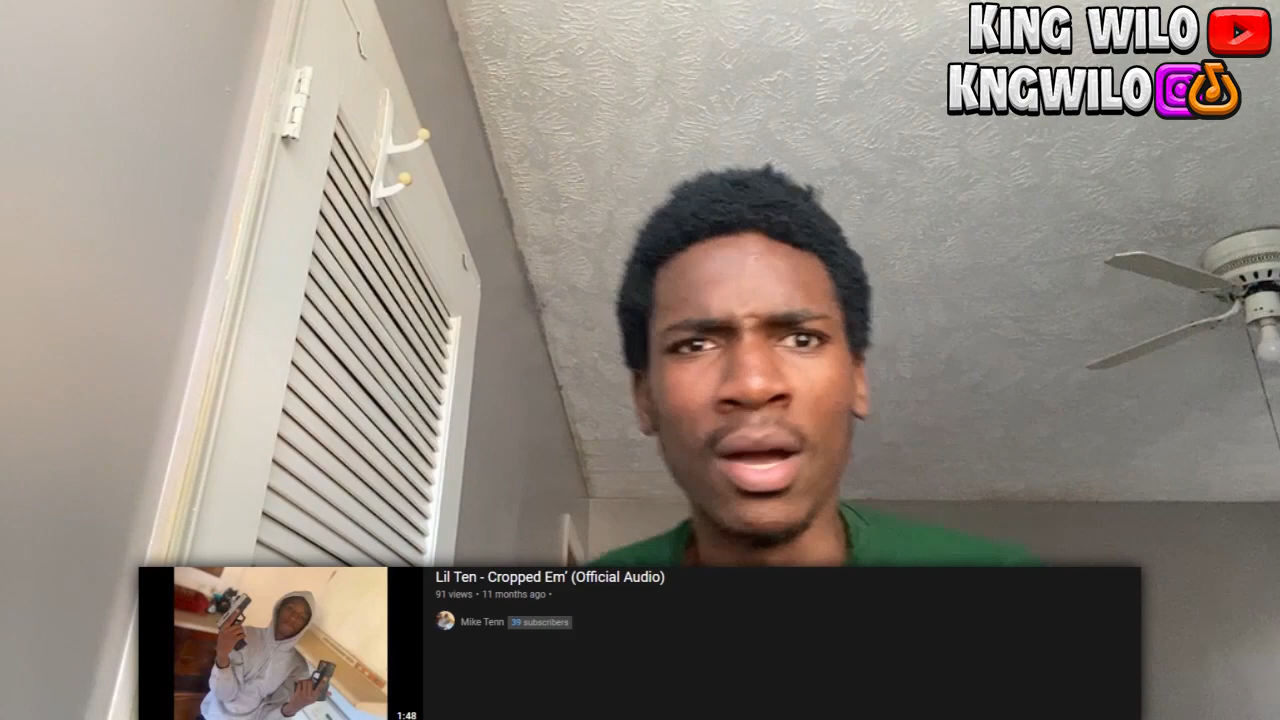 KING WILO
KNGWILO
Lil Ten - Cropped Em' (Official Audio)
91 views • 11 months ago •
Mike Tenn 39 subscribers
1:48